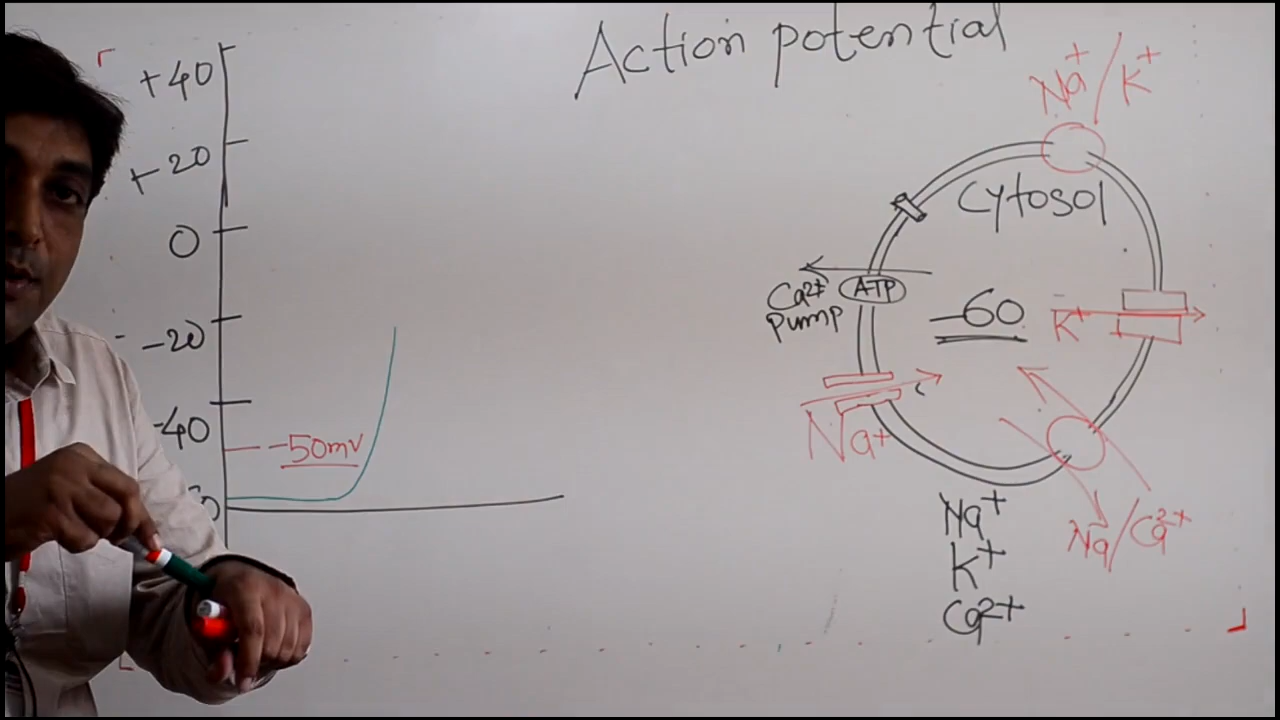 Action potential
+40
+20
0
-20
-40
-50mv
Na+/K+
Cytosol
Ca2+
pump
ATP
-60
K+
Na+
Na/Ca2+
Na+
K+
Ca2+